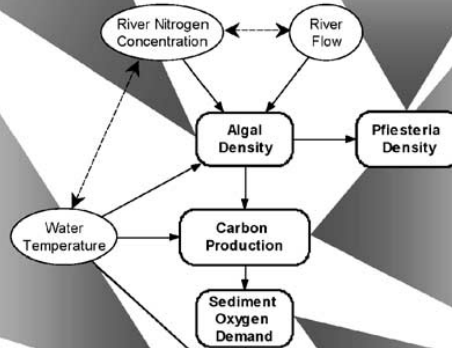 River Nitrogen
Concentration
River
Flow
Algal
Density
Pfiesteria
Density
Water
Temperature
Carbon
Production
Sediment
Oxygen
Demand